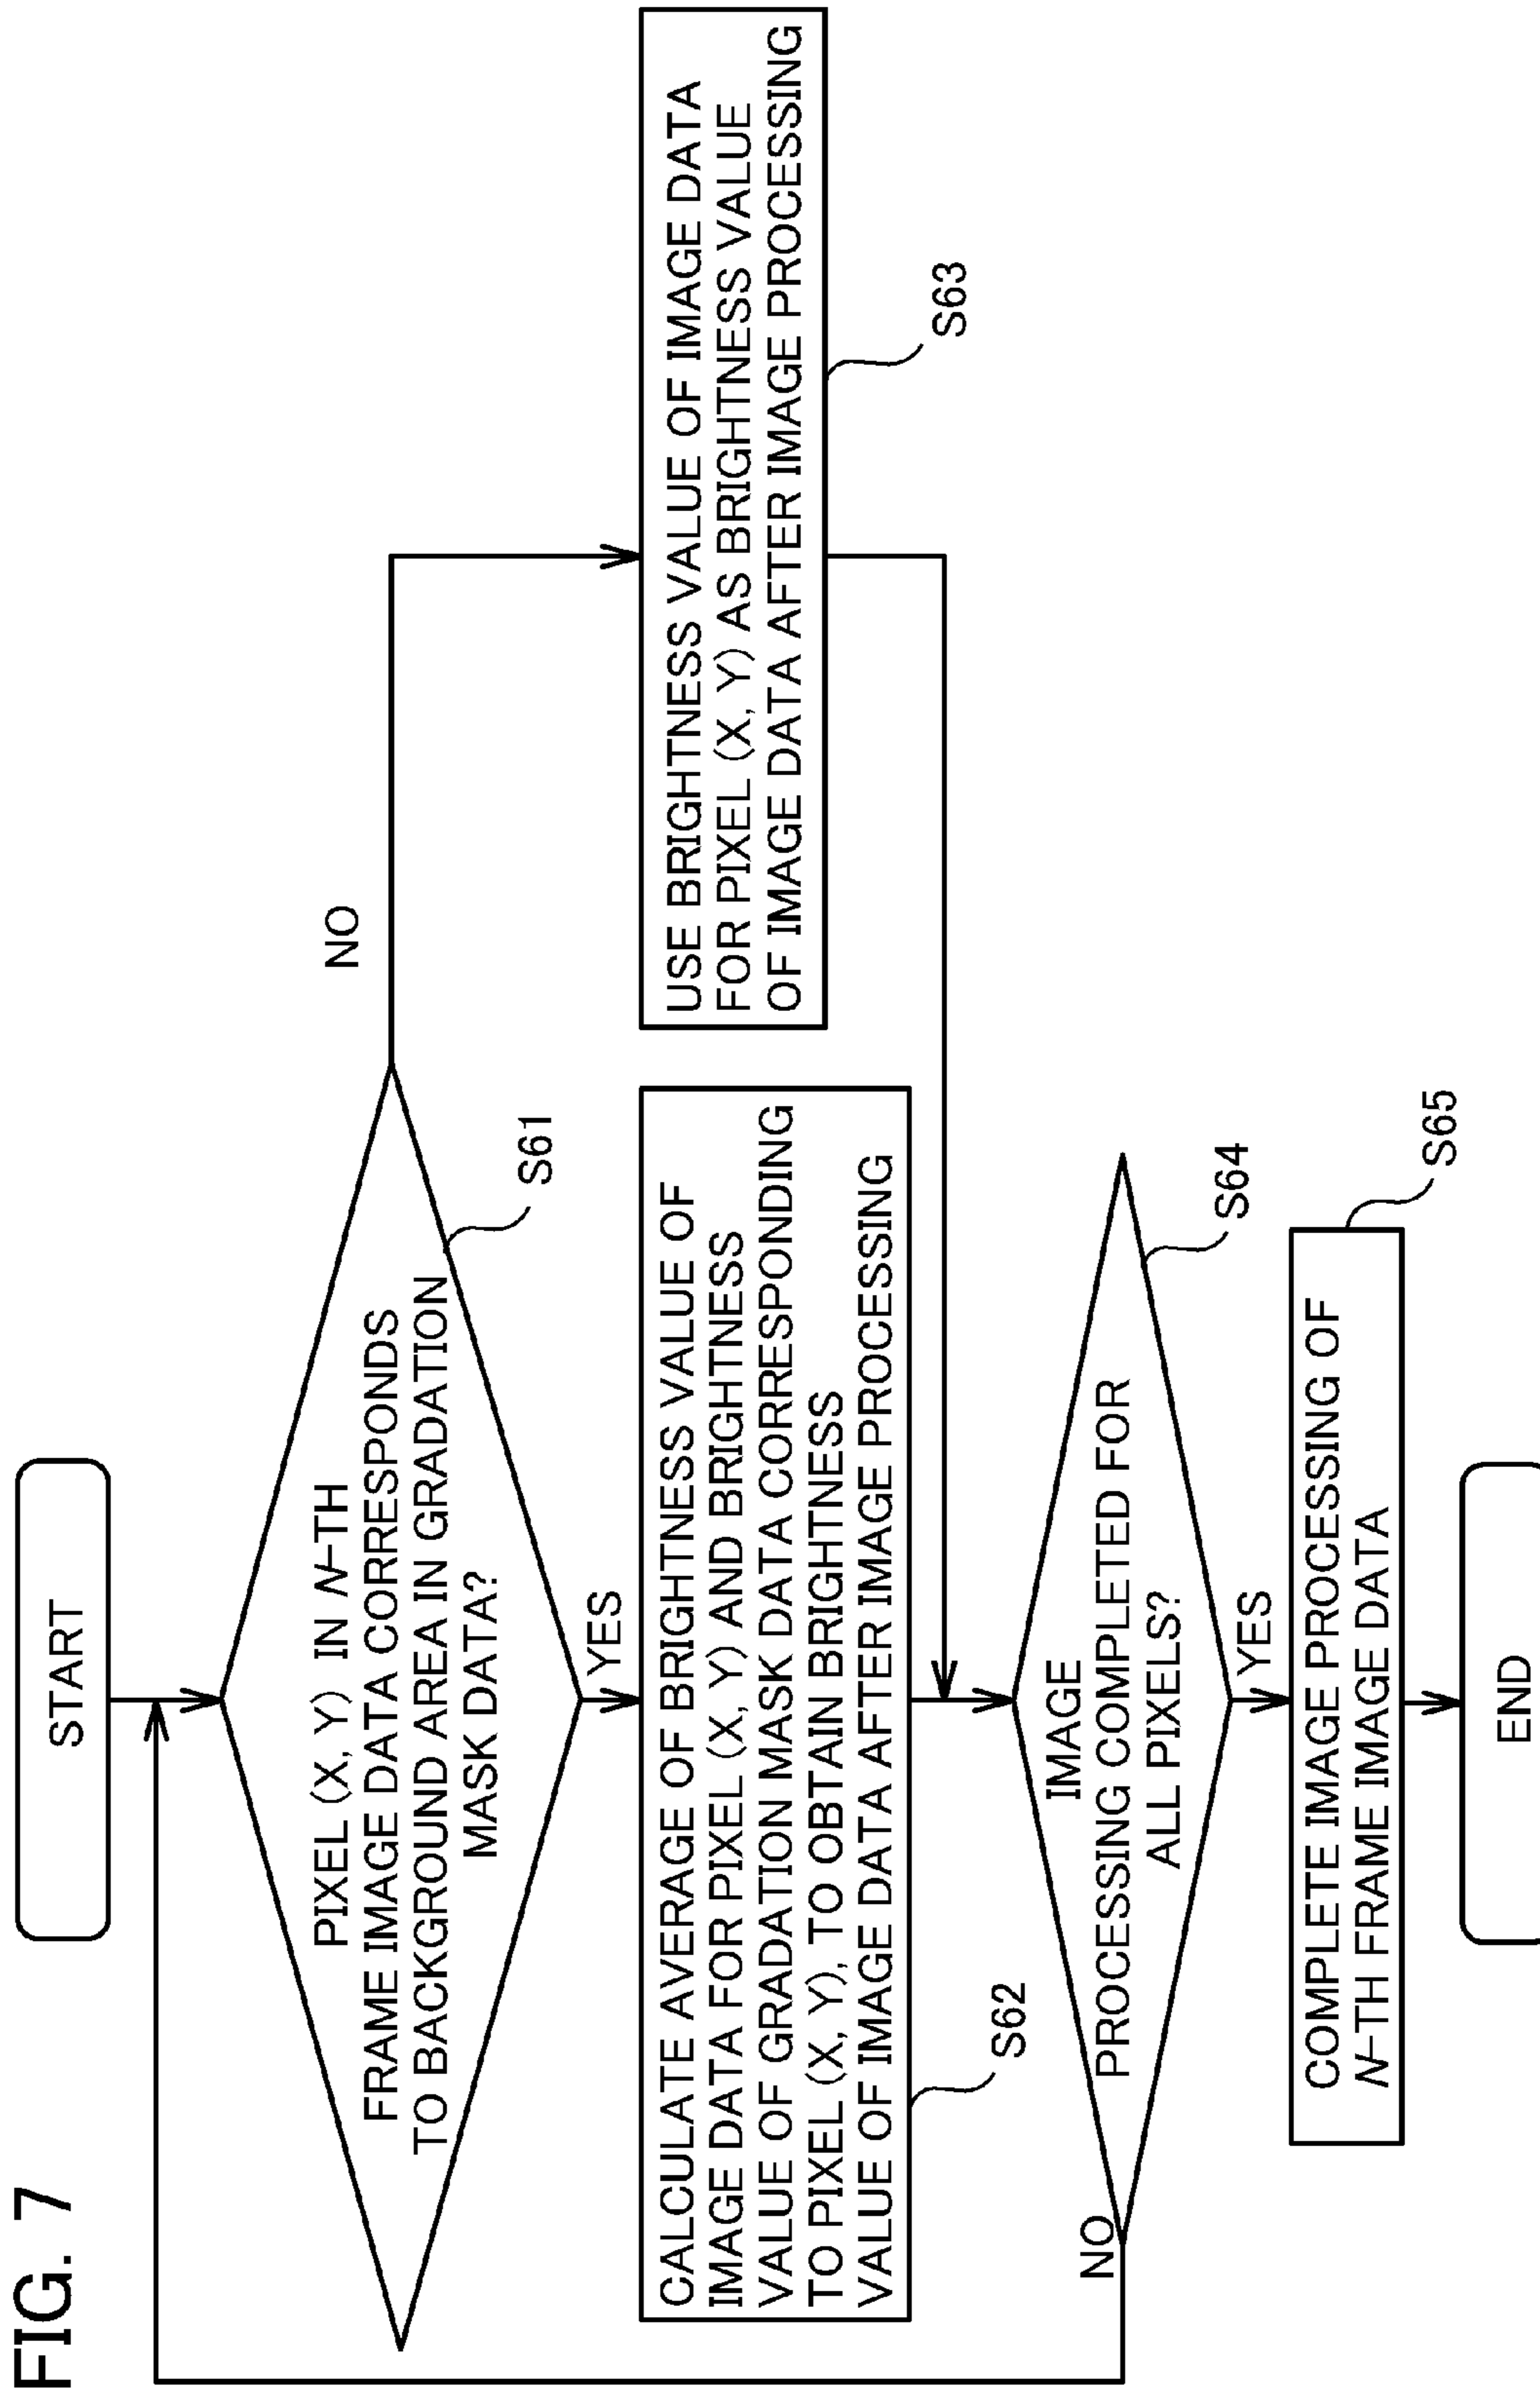 FIG. 7
START
PIXEL (X, Y) IN N-TH
FRAME IMAGE DATA CORRESPONDS
TO BACKGROUND AREA IN GRADATION
MASK DATA?
S61
NO
YES
CALCULATE AVERAGE OF BRIGHTNESS VALUE OF
IMAGE DATA FOR PIXEL (X, Y) AND BRIGHTNESS
VALUE OF GRADATION MASK DATA CORRESPONDING
TO PIXEL (X, Y), TO OBTAIN BRIGHTNESS
VALUE OF IMAGE DATA AFTER IMAGE PROCESSING
S62
USE BRIGHTNESS VALUE OF IMAGE DATA
FOR PIXEL (X, Y) AS BRIGHTNESS VALUE
OF IMAGE DATA AFTER IMAGE PROCESSING
S63
IMAGE
PROCESSING COMPLETED FOR
ALL PIXELS?
S64
NO
YES
COMPLETE IMAGE PROCESSING OF
N-TH FRAME IMAGE DATA
S65
END